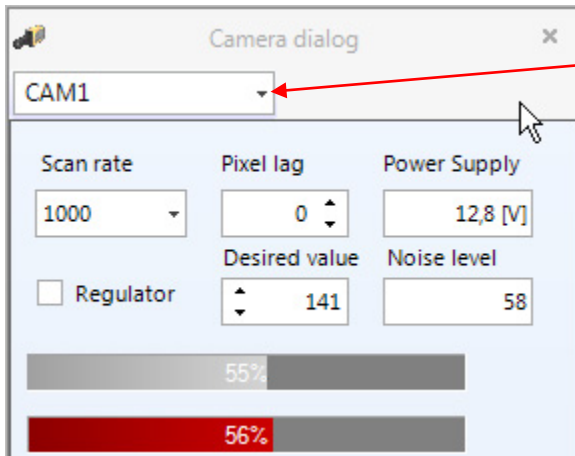 Camera dialog
CAM1
Scan rate Pixel lag Power Supply
1000 0 12,8 [V]
Desired value Noise level
Regulator 141 58
55%
56%